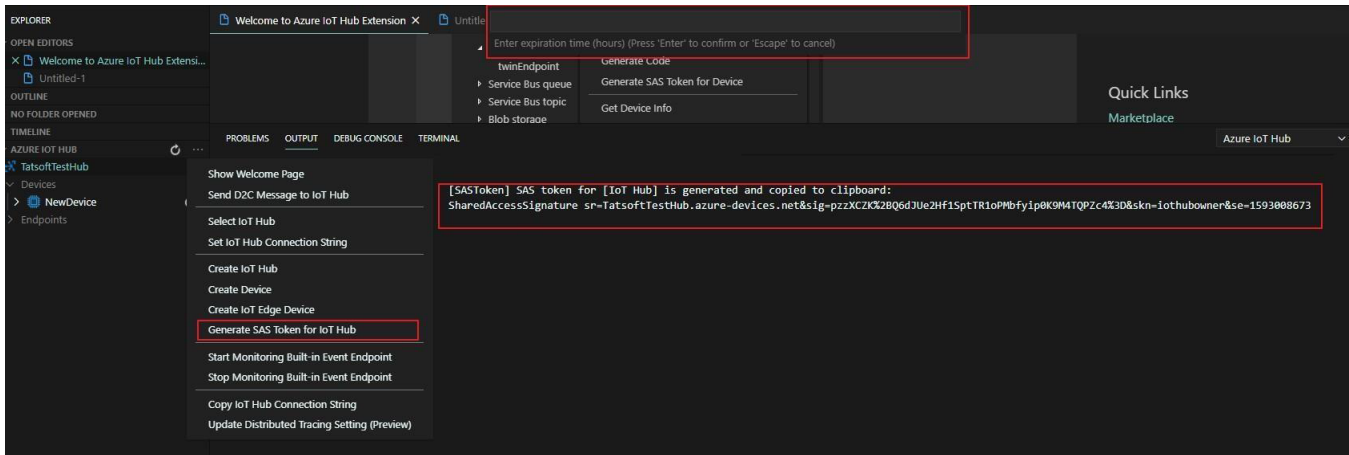 EXPLORER
OPEN EDITORS
Welcome to Azure IoT Hub Extensi...
Untitled-1
OUTLINE
NO FOLDER OPENED
TIMELINE
AZURE IOT HUB
TatsoftTestHub
Devices
NewDevice
Endpoints
Welcome to Azure IoT Hub Extension
Untitle
Enter expiration time (hours) (Press 'Enter' to confirm or 'Escape' to cancel)
twinEndpoint
Service Bus queue
Service Bus topic
Blob storage
Generate Code
Generate SAS Token for Device
Get Device Info
Quick Links
Marketplace
PROBLEMS OUTPUT DEBUG CONSOLE TERMINAL
Azure IoT Hub
Show Welcome Page
Send D2C Message to IoT Hub
Select IoT Hub
Set IoT Hub Connection String
Create IoT Hub
Create Device
Create IoT Edge Device
Generate SAS Token for IoT Hub
Start Monitoring Built-in Event Endpoint
Stop Monitoring Built-in Event Endpoint
Copy IoT Hub Connection String
Update Distributed Tracing Setting (Preview)
[SASToken] SAS token for [IoT Hub] is generated and copied to clipboard:
SharedAccessSignature sr=TatsoftTestHub.azure-devices.net&sig=pzzXCZK%2BQ6dJUe2Hf1SptTR1oPMbfyip0K9M4TQPZc4%3D&skn=iothubowner&se=1593008673